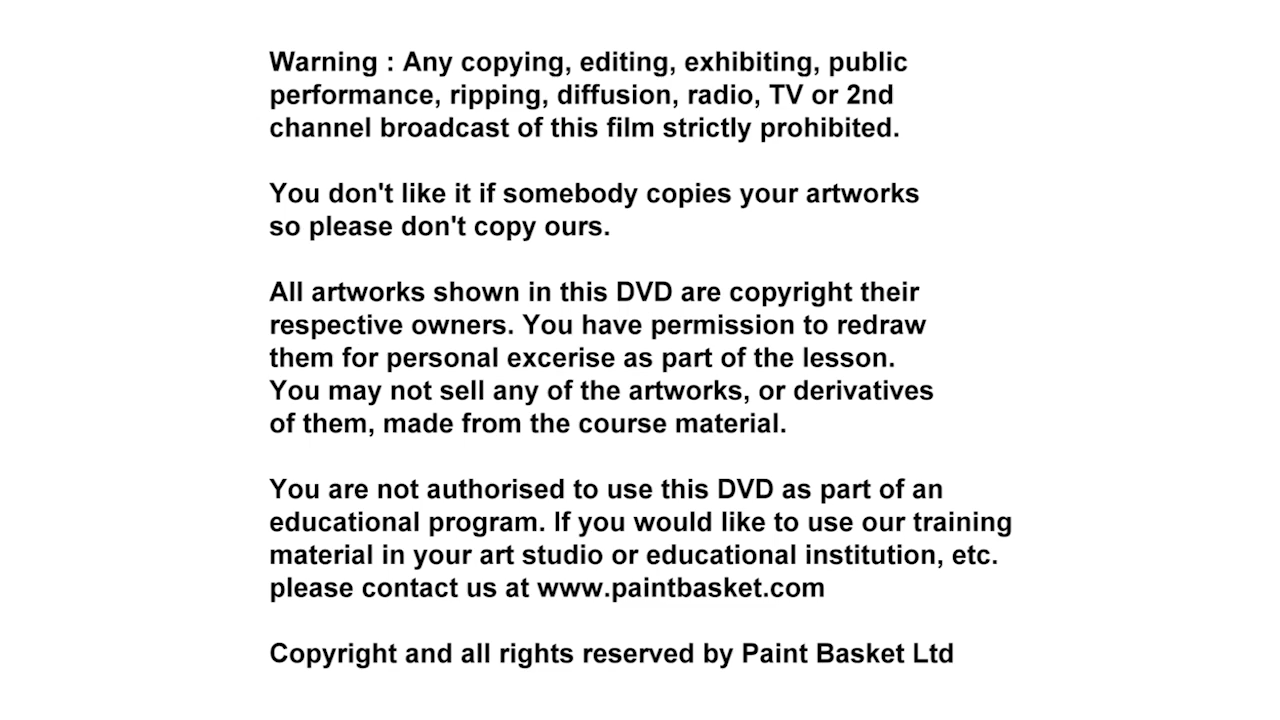 Warning : Any copying, editing, exhibiting, public
performance, ripping, diffusion, radio, TV or 2nd
channel broadcast of this film strictly prohibited.
You don't like it if somebody copies your artworks
so please don't copy ours.
All artworks shown in this DVD are copyright their
respective owners. You have permission to redraw
them for personal excerise as part of the lesson.
You may not sell any of the artworks, or derivatives
of them, made from the course material.
You are not authorised to use this DVD as part of an
educational program. If you would like to use our training
material in your art studio or educational institution, etc.
please contact us at www.paintbasket.com
Copyright and all rights reserved by Paint Basket Ltd